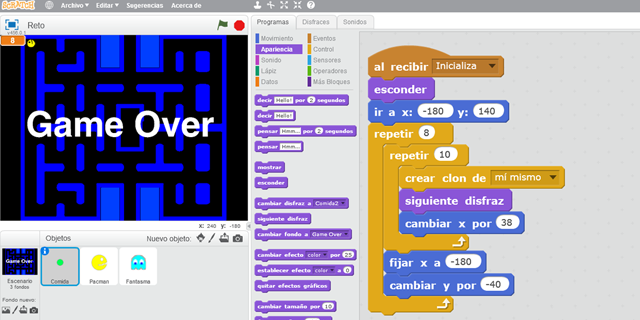 SCRATCH
Archivo
Editar
Sugerencias
Acerca de
Reto
v456.0.1
8
Game Over
x: 240 y: -180
Objetos
Nuevo objeto:
Game Over
Escenario
3 fondos
Fondo nuevo:
Comida
Pacman
Fantasma
Programas
Disfraces
Sonidos
Movimiento
Eventos
Apariencia
Control
Sonido
Sensores
Lápiz
Operadores
Datos
Más Bloques
decir Hello! por 2 segundos
decir Hello!
pensar Hmm... por 2 segundos
pensar Hmm...
mostrar
esconder
cambiar disfraz a Comida2
siguiente disfraz
cambiar fondo a Game Over
cambiar efecto color por 25
establecer efecto color a 0
quitar efectos gráficos
cambiar tamaño por 10
al recibir Inicializa
esconder
ir a x: -180 y: 140
repetir 8
repetir 10
crear clon de mí mismo
siguiente disfraz
cambiar x por 38
fijar x a -180
cambiar y por -40